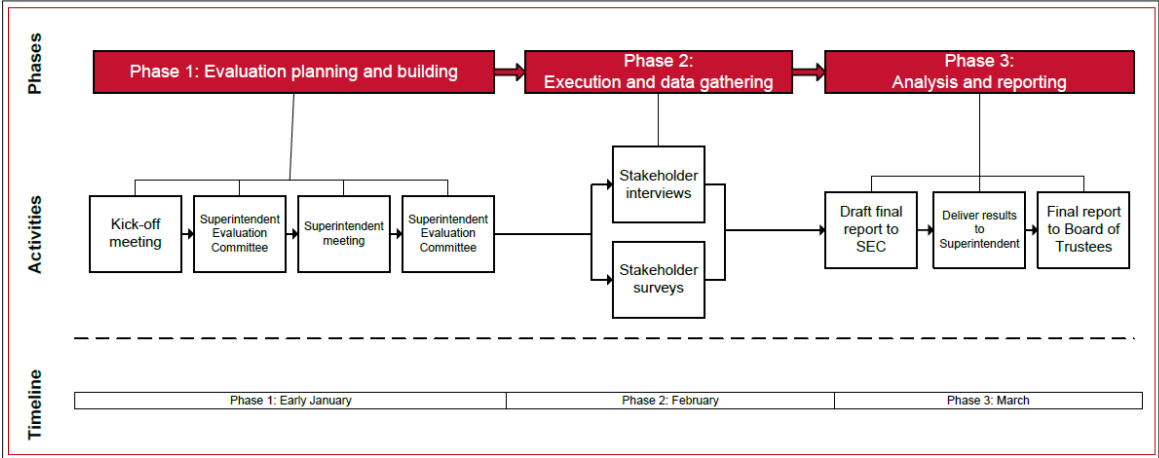 Phases
Phase 1: Evaluation planning and building
Phase 2:
Execution and data gathering
Phase 3:
Analysis and reporting
Activities
Kick-off
meeting
Superintendent
Evaluation
Committee
Superintendent
meeting
Superintendent
Evaluation
Committee
Stakeholder
interviews
Stakeholder
surveys
Draft final
report to
SEC
Deliver results
to
Superintendent
Final report
to Board of
Trustees
Timeline
Phase 1: Early January
Phase 2: February
Phase 3: March